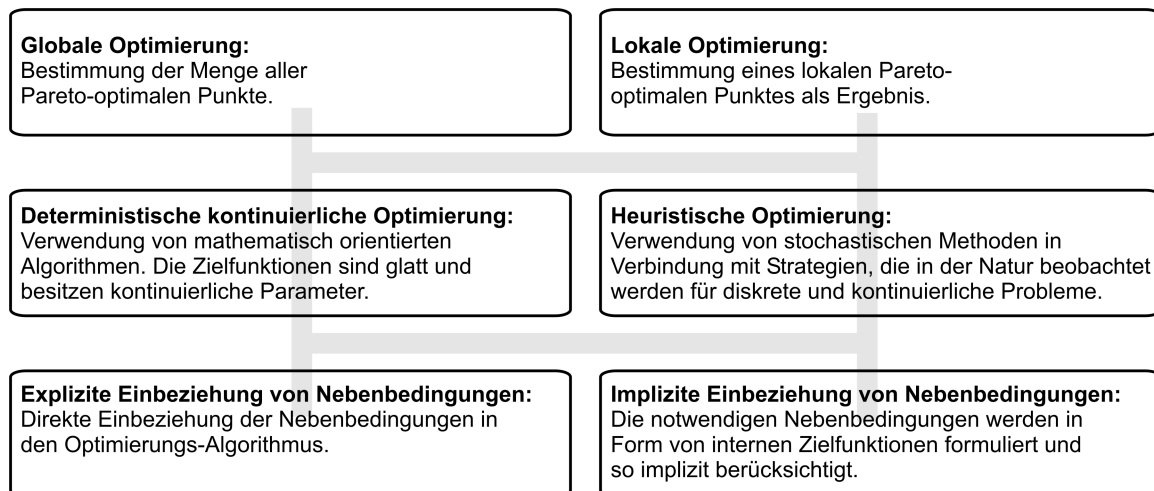 Globale Optimierung:
Bestimmung der Menge aller
Pareto-optimalen Punkte.
Lokale Optimierung:
Bestimmung eines lokalen Pareto-
optimalen Punktes als Ergebnis.
Deterministische kontinuierliche Optimierung:
Verwendung von mathematisch orientierten
Algorithmen. Die Zielfunktionen sind glatt und
besitzen kontinuierliche Parameter.
Heuristische Optimierung:
Verwendung von stochastischen Methoden in
Verbindung mit Strategien, die in der Natur beobachtet
werden für diskrete und kontinuierliche Probleme.
Explizite Einbeziehung von Nebenbedingungen:
Direkte Einbeziehung der Nebenbedingungen in
den Optimierungs-Algorithmus.
Implizite Einbeziehung von Nebenbedingungen:
Die notwendigen Nebenbedingungen werden in
Form von internen Zielfunktionen formuliert und
so implizit berücksichtigt.